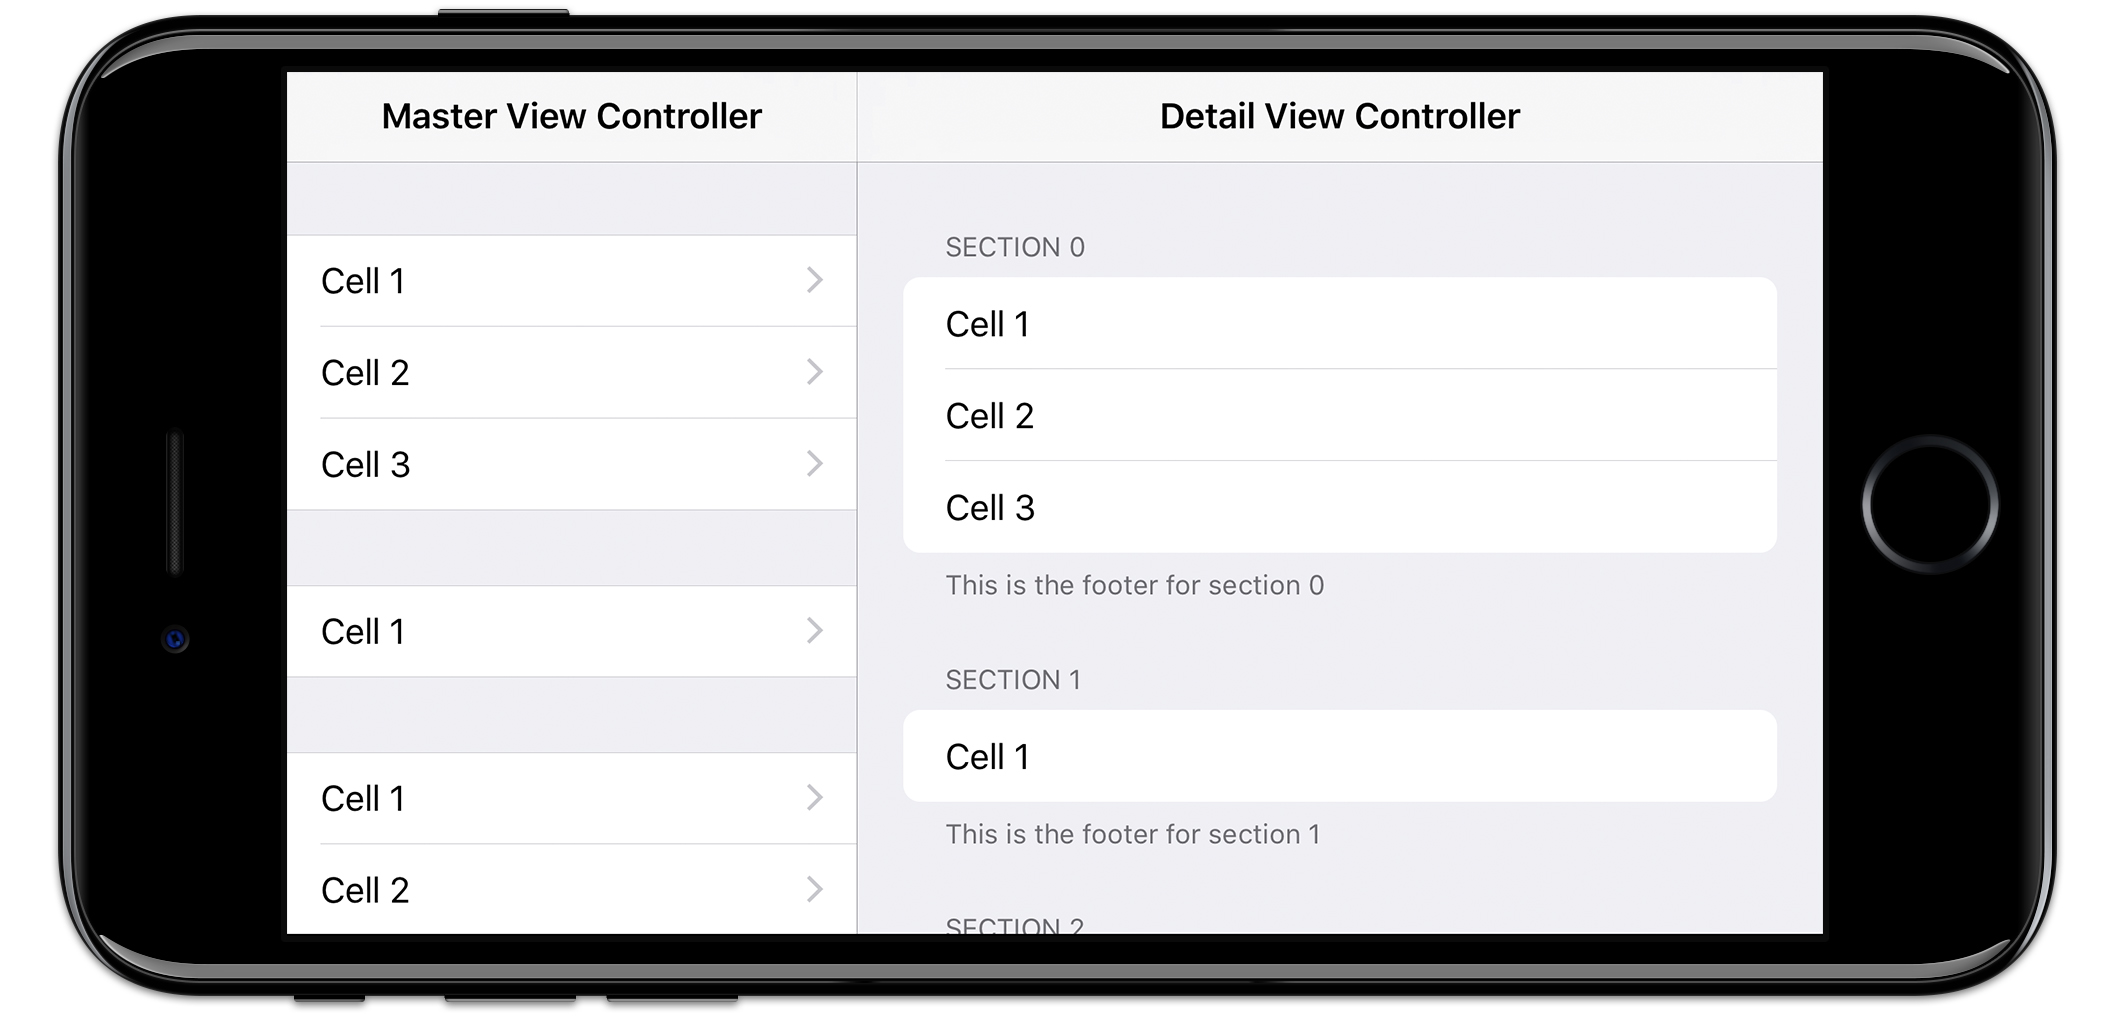 Master View Controller
Cell 1
Cell 2
Cell 3
Cell 1
Cell 1
Cell 2
Detail View Controller
SECTION 0
Cell 1
Cell 2
Cell 3
This is the footer for section 0
SECTION 1
Cell 1
This is the footer for section 1
SECTION 2